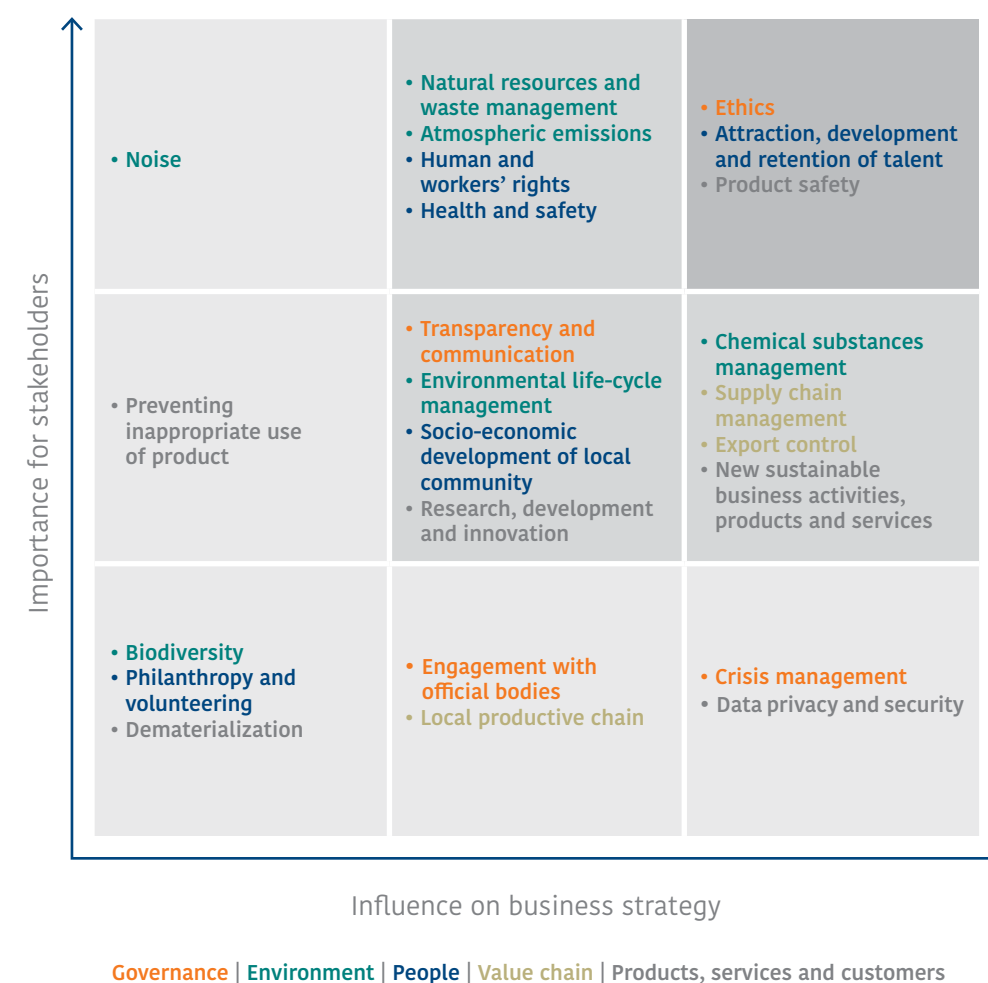 Importance for stakeholders
• Noise
• Natural resources and
waste management
• Atmospheric emissions
• Human and
workers’ rights
• Health and safety
• Ethics
• Attraction, development
and retention of talent
• Product safety
• Preventing
inappropriate use
of product
• Transparency and
communication
• Environmental life-cycle
management
• Socio-economic
development of local
community
• Research, development
and innovation
• Chemical substances
management
• Supply chain
management
• Export control
• New sustainable
business activities,
products and services
• Biodiversity
• Philanthropy and
volunteering
• Dematerialization
• Engagement with
official bodies
• Local productive chain
• Crisis management
• Data privacy and security
Influence on business strategy
Governance | Environment | People | Value chain | Products, services and customers